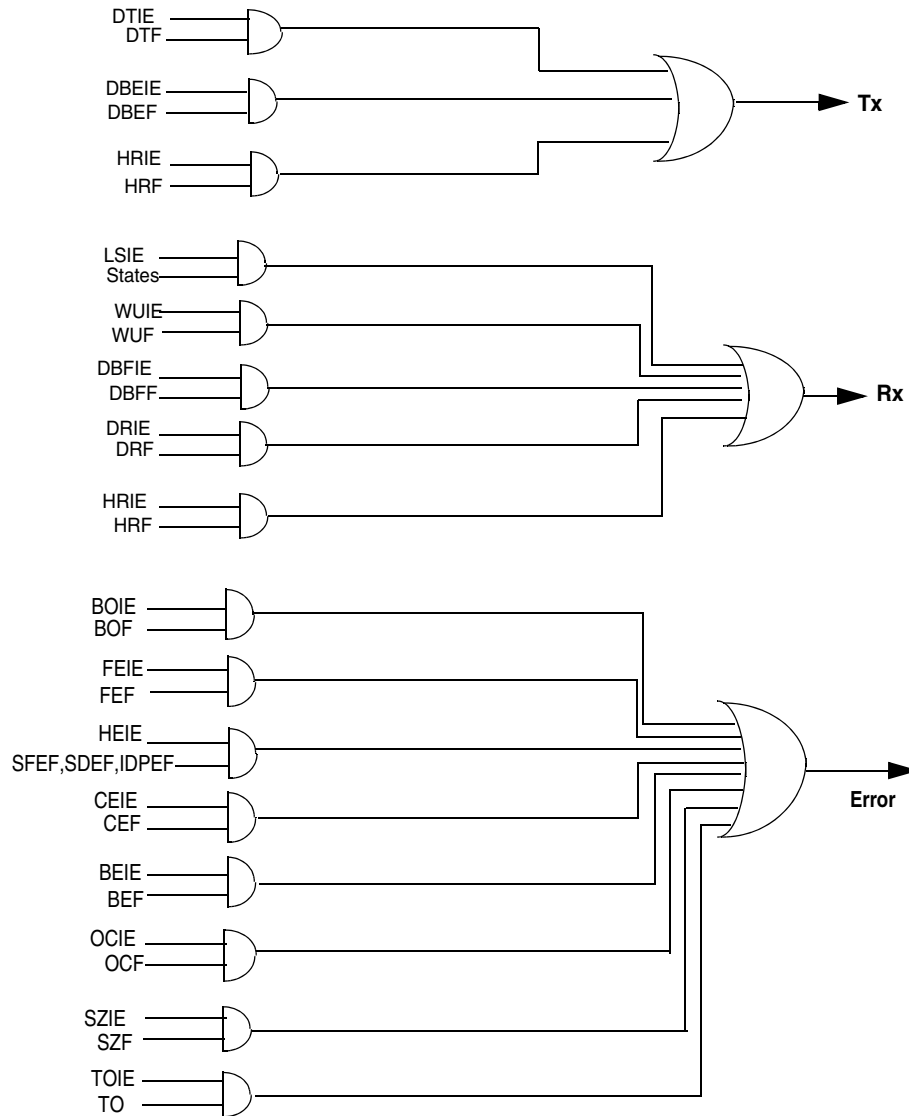 DTIE
DTF
DBEIE
DBEF
Tx
HRIE
HRF
LSIE
States
WUIE
WUF
DBFIE
DBFF
Rx
DRIE
DRF
HRIE
HRF
BOIE
BOF
FEIE
FEF
HEIE
SFEF,SDEF,IDPEF
CEIE
CEF
Error
BEIE
BEF
OCIE
OCF
SZIE
SZF
TOIE
TO